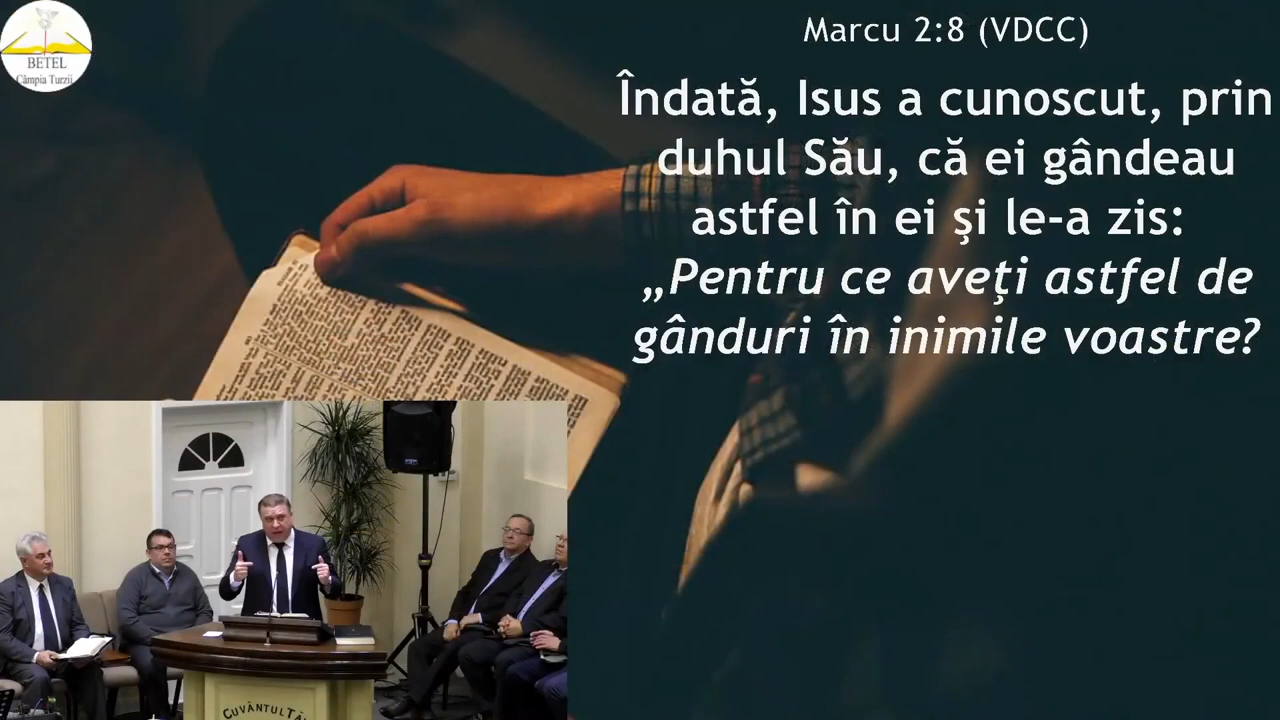 BETEL
Câmpia Turzii
Marcu 2:8 (VDCC)
Îndată, Isus a cunoscut, prin
duhul Său, că ei gândeau
astfel în ei şi le-a zis:
„Pentru ce aveţi astfel de
gânduri în inimile voastre?
CUVÂNTUL